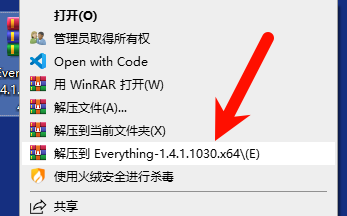 打开(O)
管理员取得所有权
Open with Code
用 WinRAR 打开(W)
解压文件(A)...
解压到当前文件夹(X)
解压到 Everything-1.4.1.1030.x64\(E)
使用火绒安全进行杀毒
共享